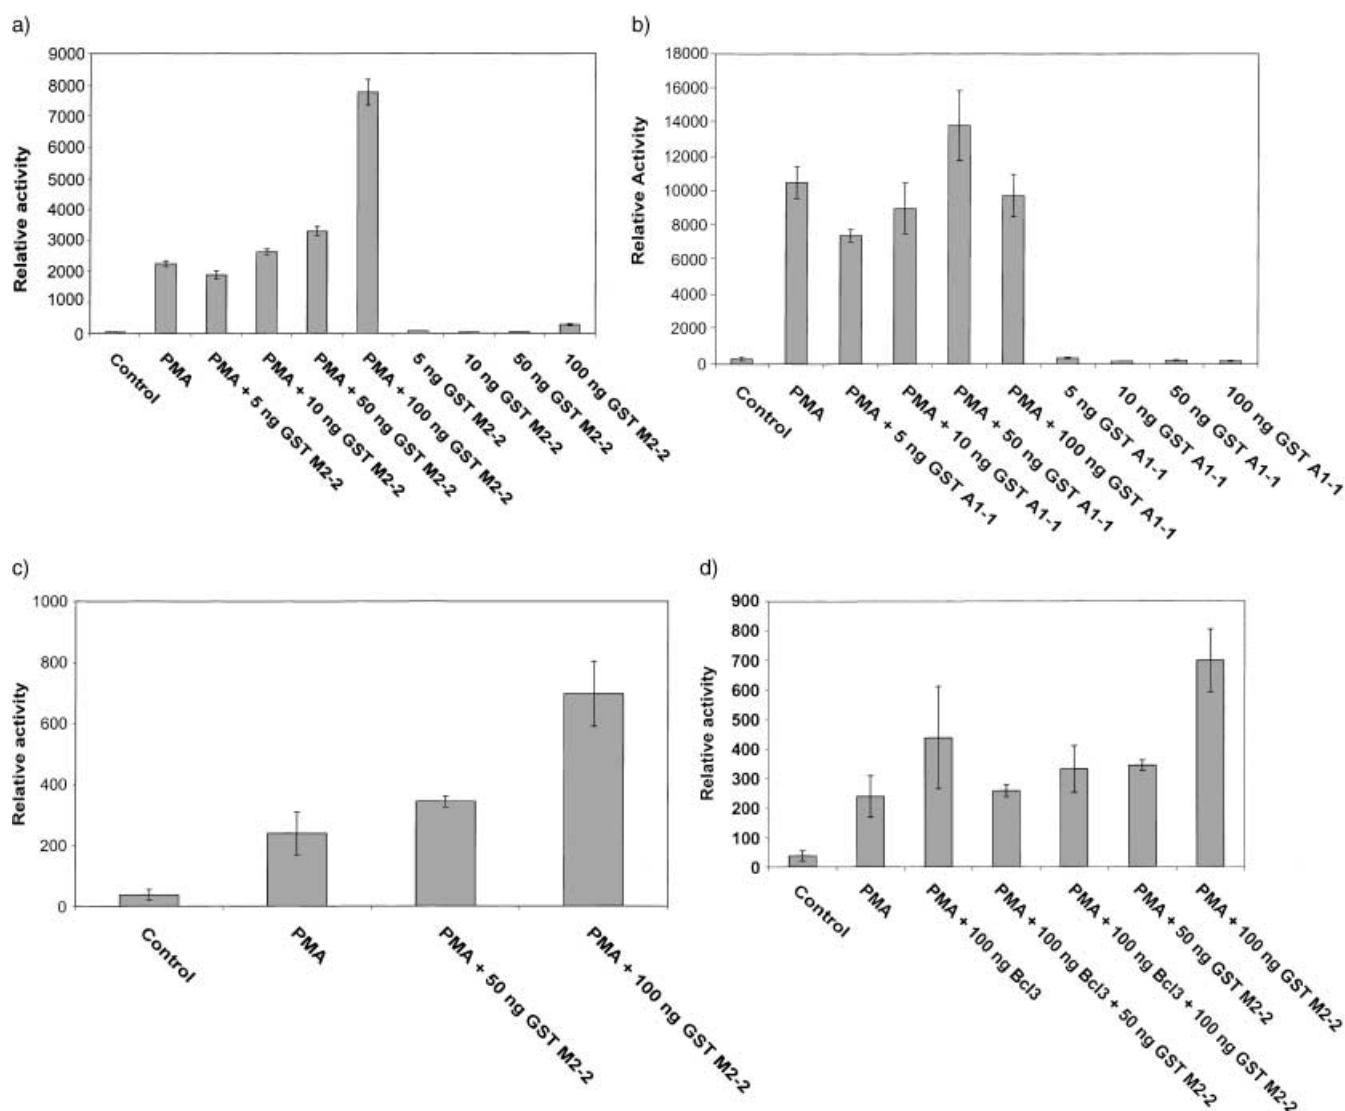 a)
9000
8000
7000
6000
5000
4000
3000
2000
1000
0
Relative activity
Control
PMA
PMA + 5 ng GST M2-2
PMA + 10 ng GST M2-2
PMA + 50 ng GST M2-2
PMA + 100 ng GST M2-2
5 ng GST M2-2
10 ng GST M2-2
50 ng GST M2-2
100 ng GST M2-2
b)
18000
16000
14000
12000
10000
8000
6000
4000
2000
0
Relative Activity
Control
PMA
PMA + 5 ng GST A1-1
PMA + 10 ng GST A1-1
PMA + 50 ng GST A1-1
PMA + 100 ng GST A1-1
5 ng GST A1-1
10 ng GST A1-1
50 ng GST A1-1
100 ng GST A1-1
c)
1000
800
600
400
200
0
Relative activity
Control
PMA
PMA + 50 ng GST M2-2
PMA + 100 ng GST M2-2
d)
900
800
700
600
500
400
300
200
100
0
Relative activity
Control
PMA
PMA + 100 ng Bcl3
PMA + 100 ng Bcl3 + 50 ng GST M2-2
PMA + 100 ng Bcl3 + 100 ng GST M2-2
PMA + 50 ng GST M2-2
PMA + 100 ng GST M2-2